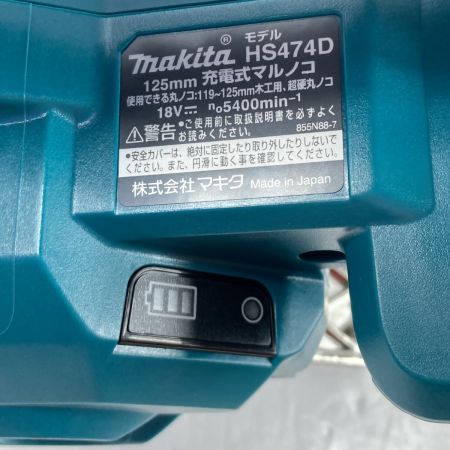 makita® モデル HS474D
125mm 充電式マルノコ
使用できる丸ノコ:119~125mm木工用、超硬丸ノコ
18V⎓ n₀5400min⁻¹
⚠警告 ●ご使用前に取扱説明書を必ずよく
お読みください。 855N88-7
●安全カバーは、絶対に固定したり取り外したりしないで
ください。また、円滑に動く事を確認してください。
株式会社マキタ Made in Japan